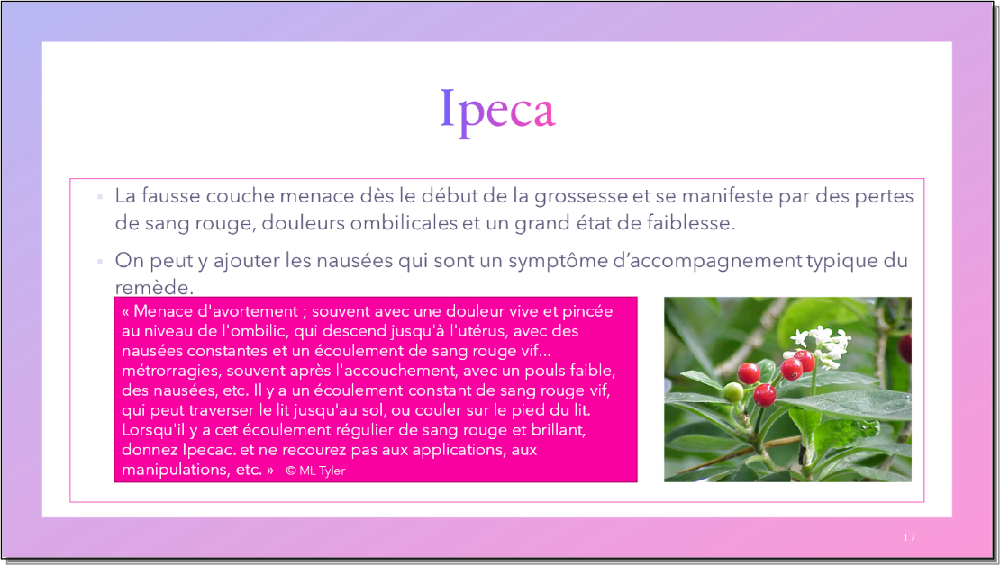 Ipeca
La fausse couche menace dès le début de la grossesse et se manifeste par des pertes
de sang rouge, douleurs ombilicales et un grand état de faiblesse.
On peut y ajouter les nausées qui sont un symptôme d'accompagnement typique du
remède.
« Menace d'avortement ; souvent avec une douleur vive et pincée
au niveau de l'ombilic, qui descend jusqu'à l'utérus, avec des
nausées constantes et un écoulement de sang rouge vif...
métrorragies, souvent après l'accouchement, avec un pouls faible,
des nausées, etc. Il y a un écoulement constant de sang rouge vif,
qui peut traverser le lit jusqu'au sol, ou couler sur le pied du lit.
Lorsqu'il y a cet écoulement régulier de sang rouge et brillant,
donnez Ipecac. et ne recourez pas aux applications, aux
manipulations, etc. » © ML Tyler
17